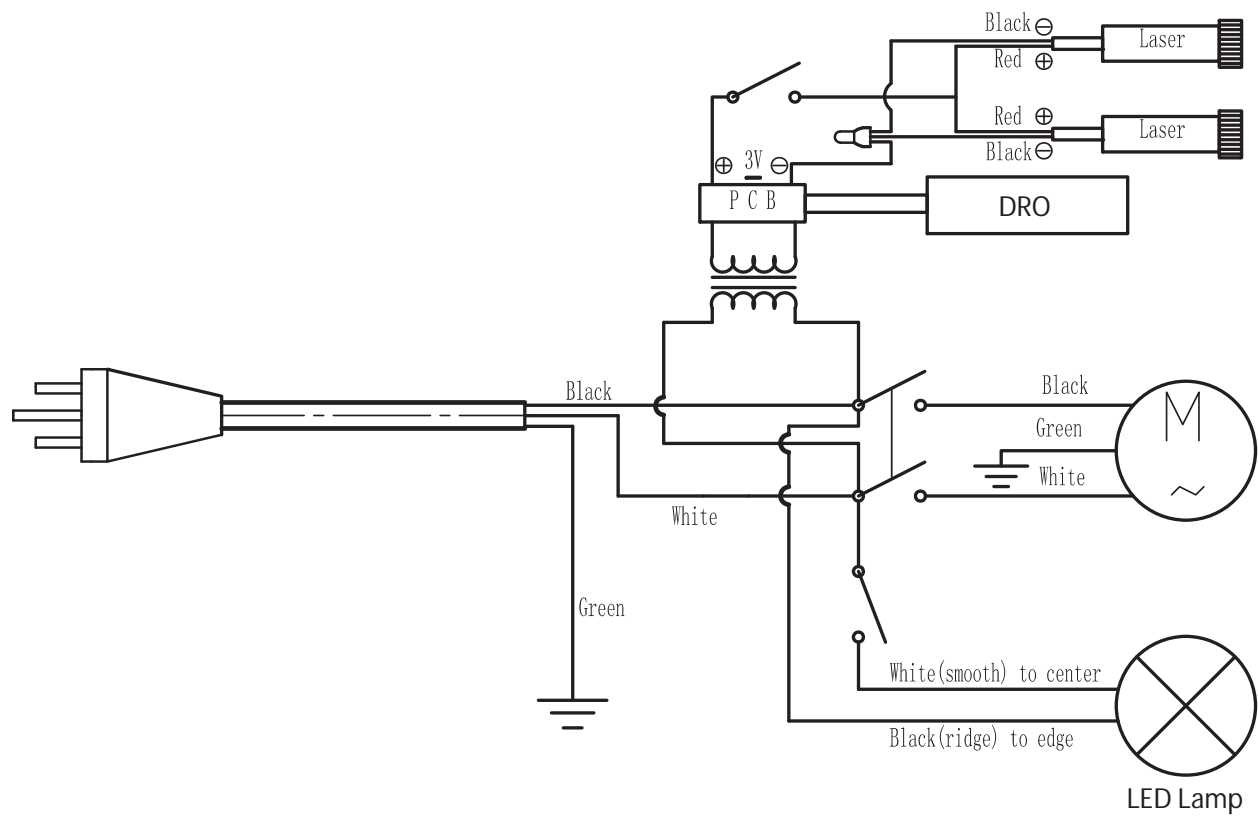 Black ⊖
Laser
Red ⊕
Red ⊕
Laser
Black ⊖
⊕ 3V ⊖
PCB
DRO
Black
Black
M
Green
White
~
White
Green
White(smooth) to center
Black(ridge) to edge
LED Lamp